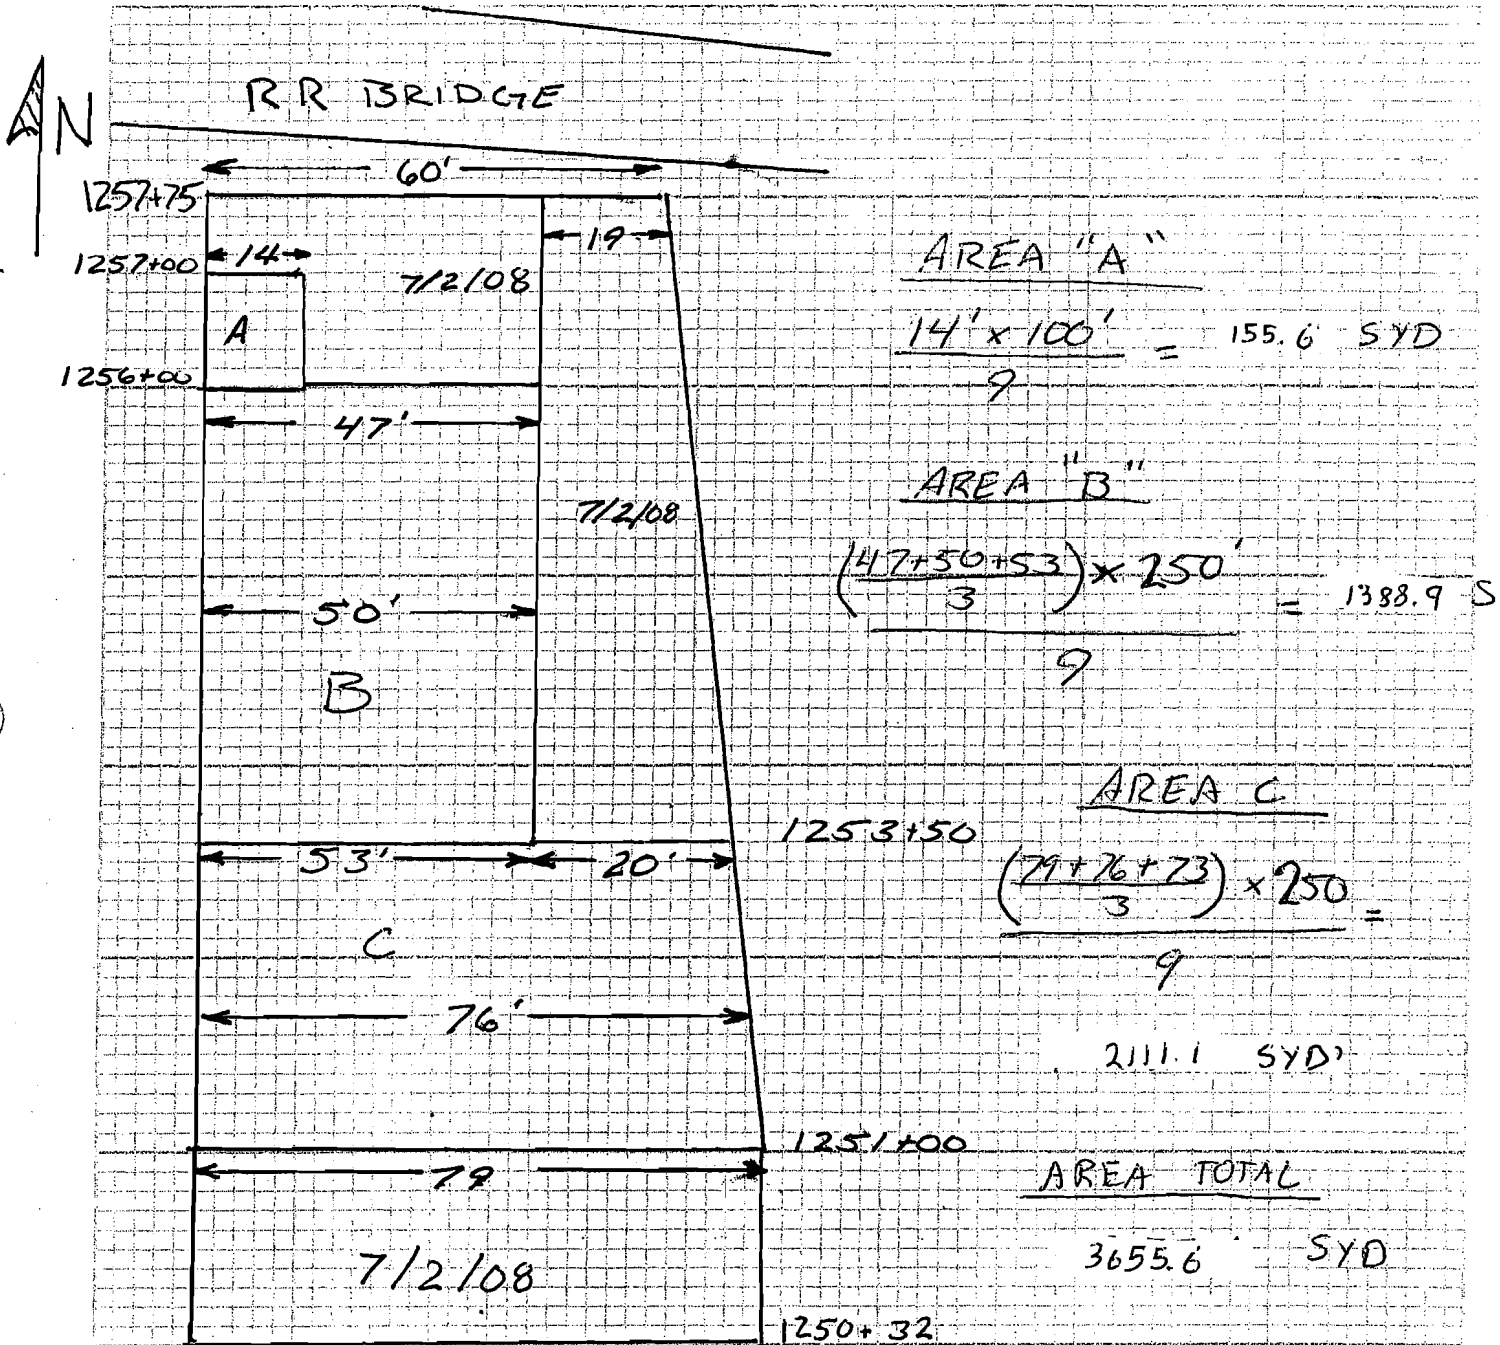 N
RR BRIDGE
60'
1257+75
19
14
1257+00
7/2/08
A
1256+00
47'
7/2/08
50'
B
1253+50
53'
20'
C
76'
1251+00
79
7/2/08
1250+32
AREA "A"
14' x 100'
9
= 155.6 SYD
AREA "B"
(47+50+53
3) x 250'
9
= 1388.9 S
AREA C
(79+76+73
3) x 250 =
9
2111.1 SYD
AREA TOTAL
3655.6 SYD